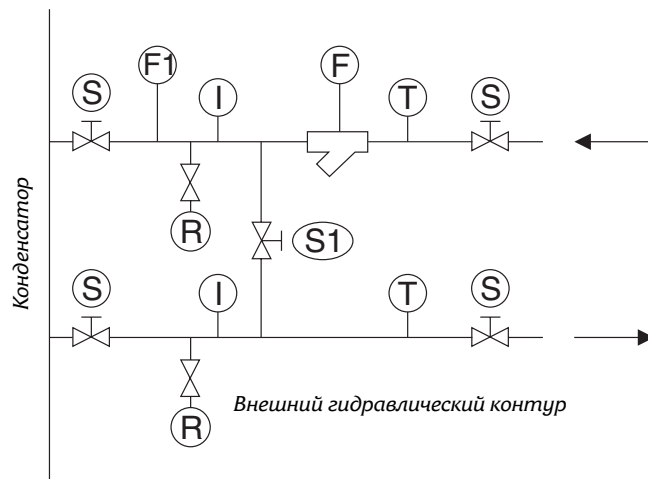 F1
F
S
I
T
S
R
S1
Конденсатор
S
I
T
S
R
Внешний гидравлический контур